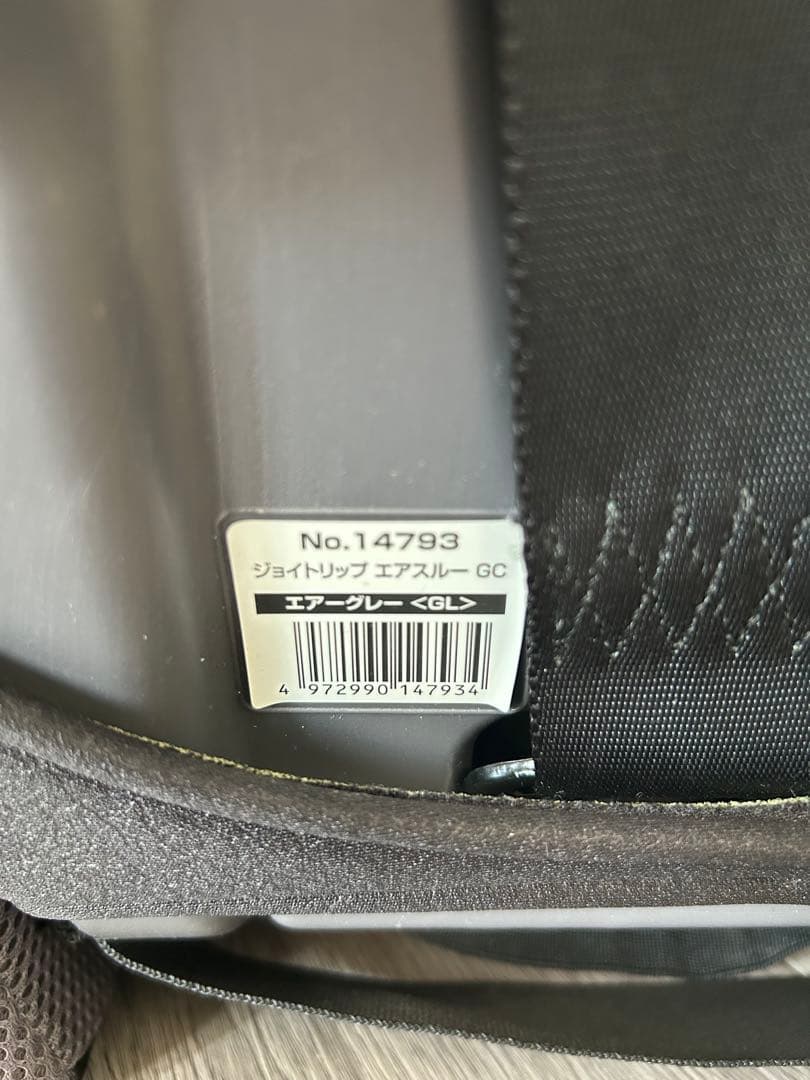 No.14793
ジョイトリップ エアスルー GC
エアーグレー <GL>
4 972990 147934